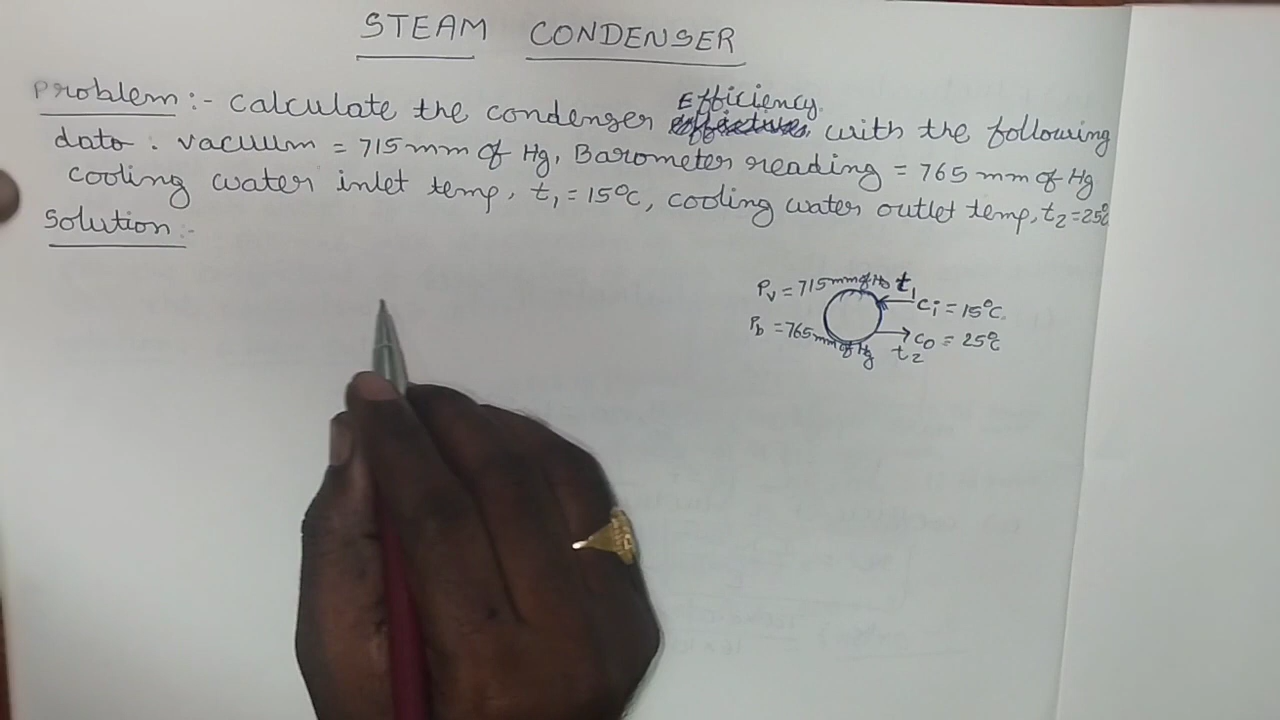 STEAM CONDENSER
Problem:- Calculate the condenser Efficiency with the following
data: vacuum = 715 mm of Hg, Barometer reading = 765 mm of Hg
cooling water inlet temp, t1 = 15°C, cooling water outlet temp, t2 = 25°C
Solution:-
Pv = 715 mm of Hg t1
Ci = 15°C
Pb = 765 mm of Hg
Co = 25°C
t2